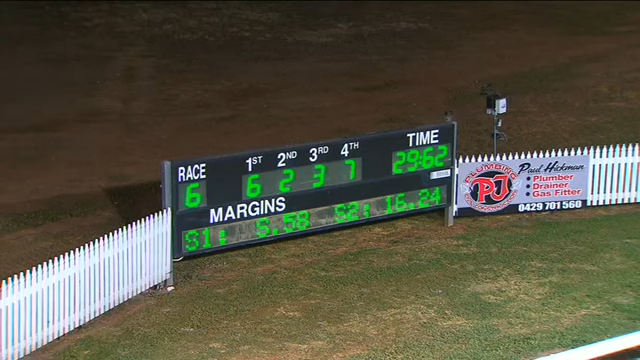 RACE 1ST 2ND 3RD 4TH TIME
6 6 2 3 7 29:62
MARGINS
S1: 5.58 S2: 16.24
PLUMBING
PJ
Paul Hickman
• Plumber
• Drainer
• Gas Fitter
0429 701 560